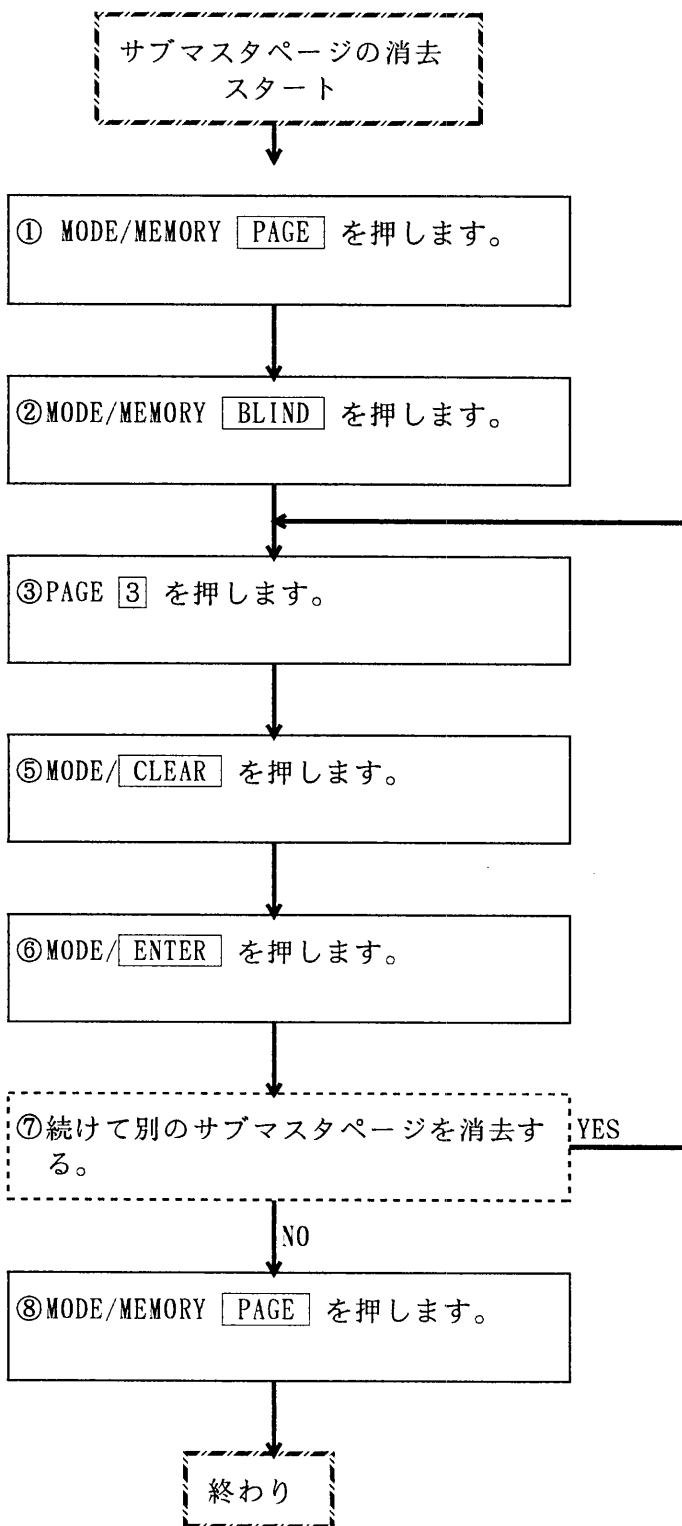 サブマスタページの消去
スタート
① MODE/MEMORY PAGE を押します。
②MODE/MEMORY BLIND を押します。
③PAGE 3 を押します。
⑤MODE/ CLEAR を押します。
⑥MODE/ ENTER を押します。
⑦続けて別のサブマスタページを消去す
る。
YES
NO
⑧MODE/MEMORY PAGE を押します。
終わり